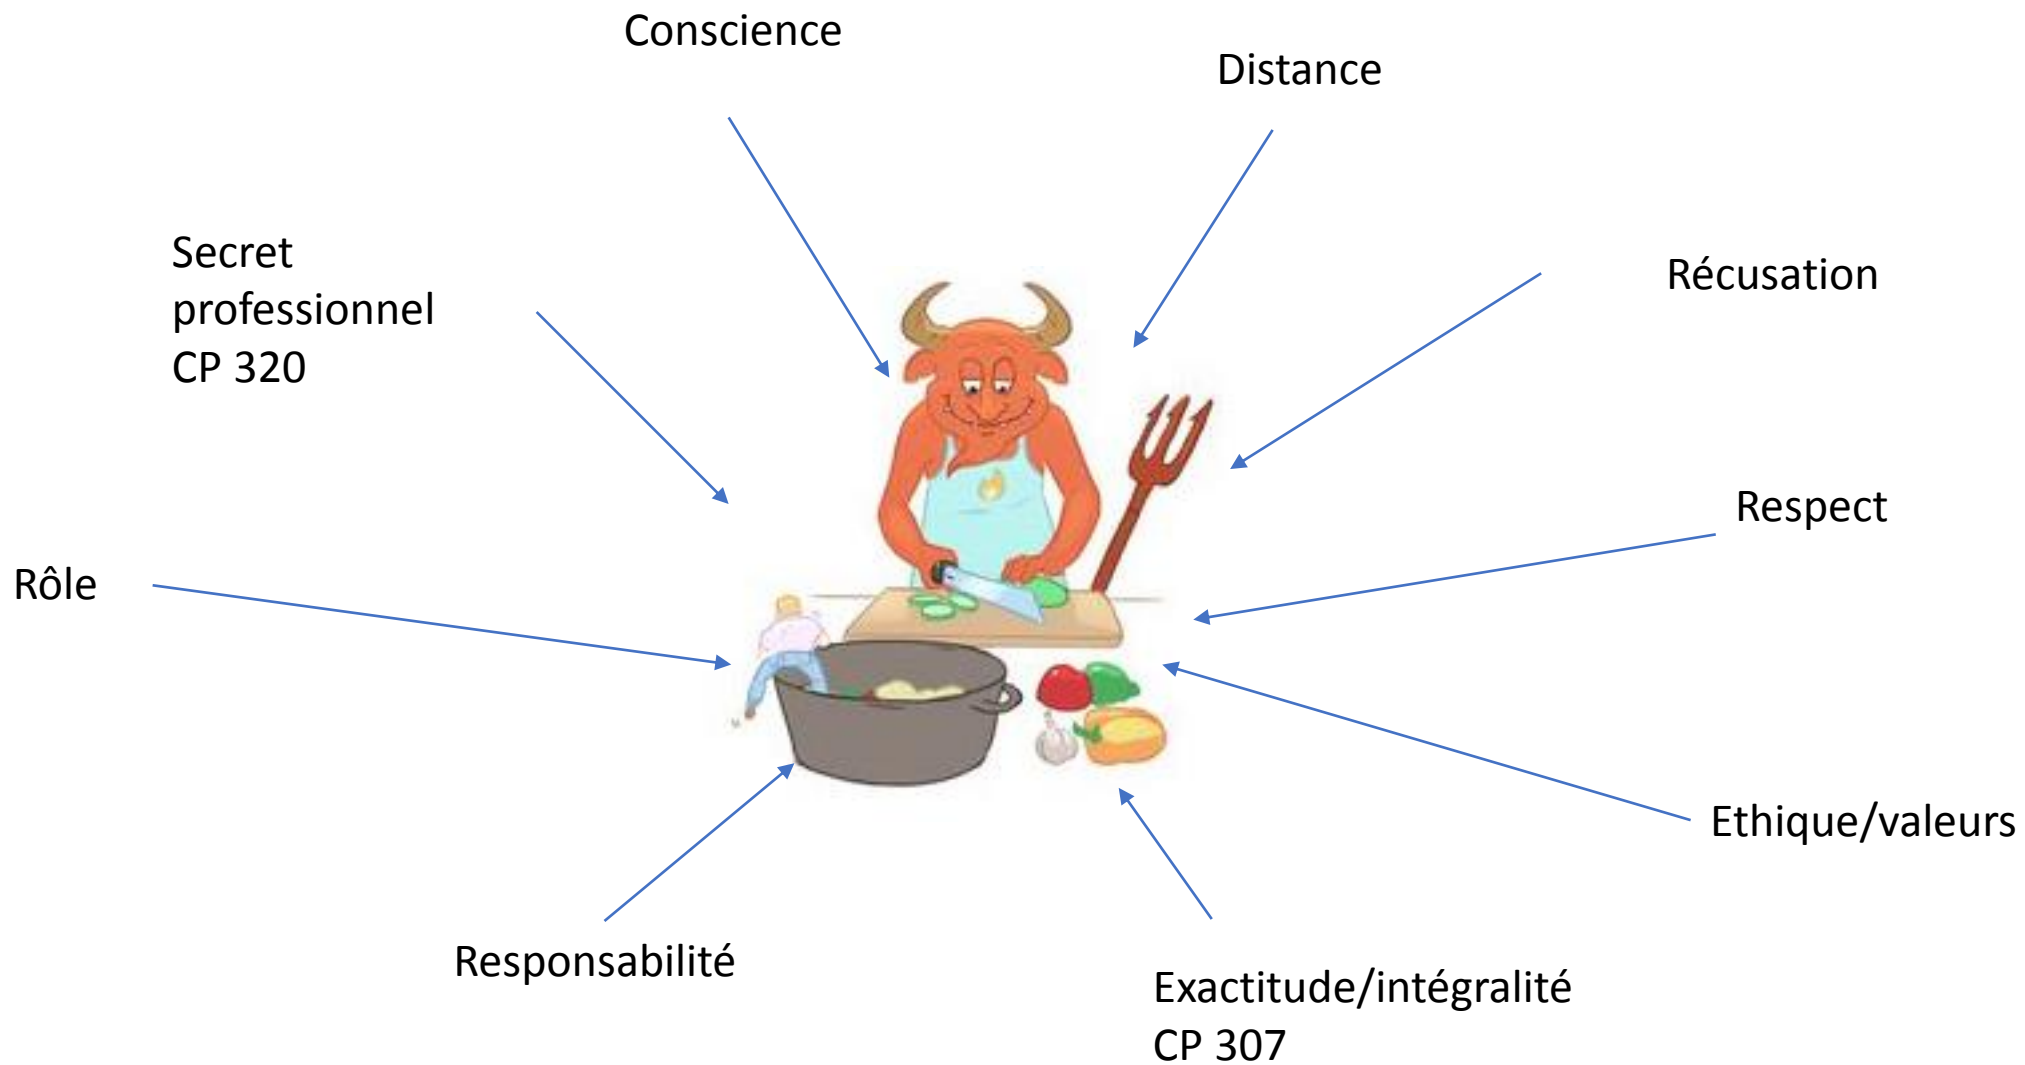 Conscience
Distance
Secret
professionnel
CP 320
Récusation
Respect
Rôle
Ethique/valeurs
Responsabilité
Exactitude/intégralité
CP 307